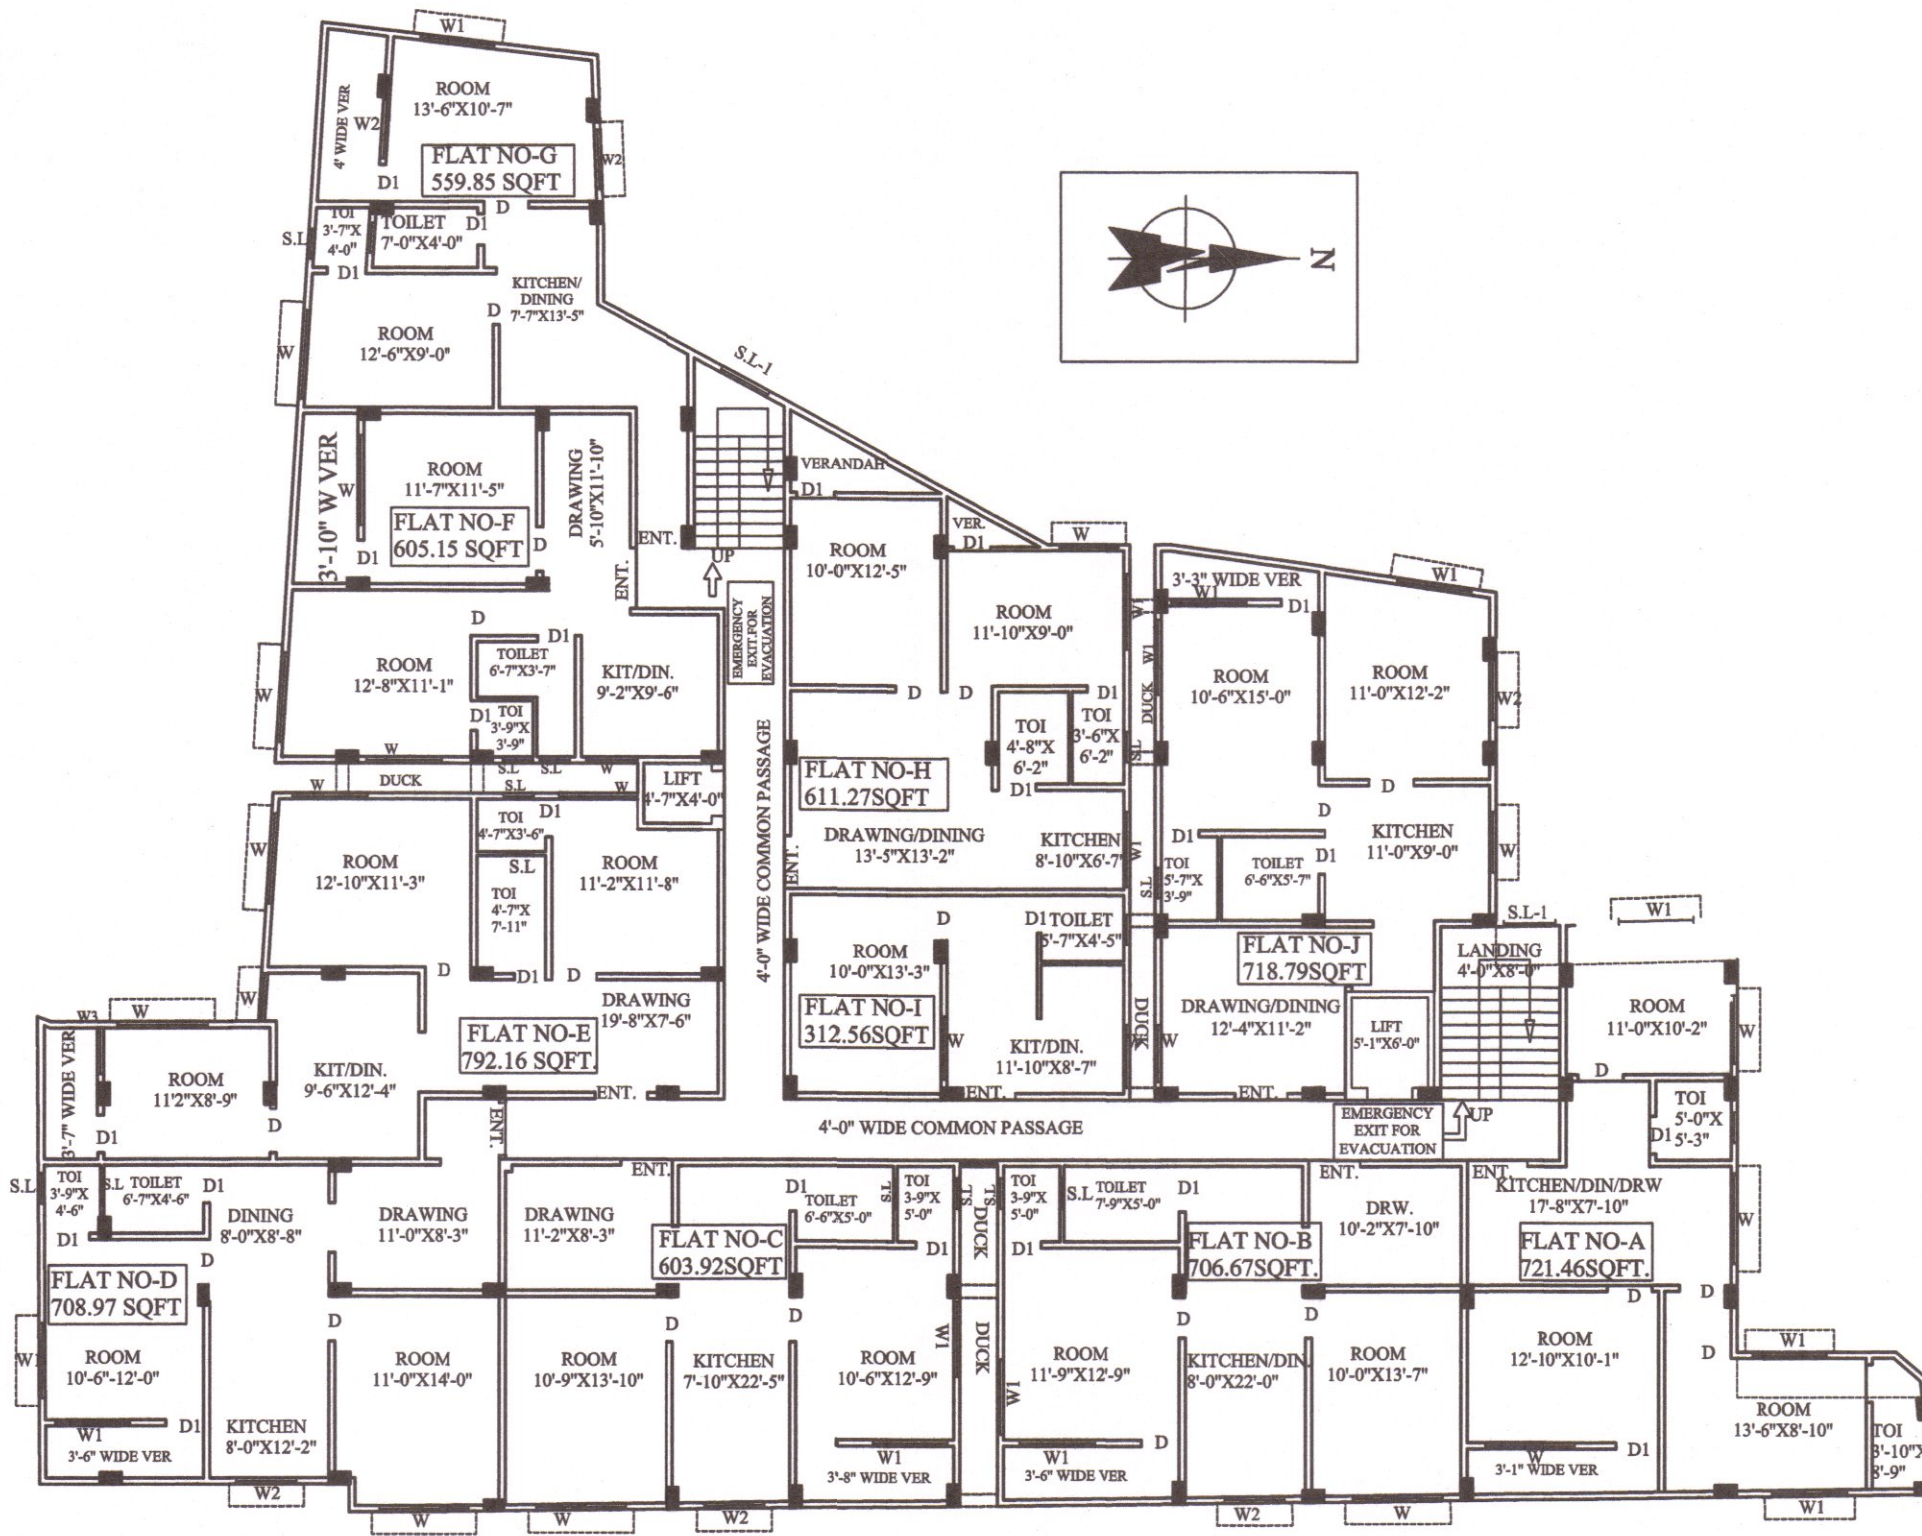 W1
ROOM
13'-6"X10'-7"
4' WIDE VER
W2
W2
FLAT NO-G
559.85 SQFT
D1
D
TOI
3'-7"X
4'-0"
TOILET
7'-0"X4'-0"
D1
S.L
D1
KITCHEN/
DINING
7'-7"X13'-5"
D
ROOM
12'-6"X9'-0"
W
N
S.L-1
3'-10" W VER
W
ROOM
11'-7"X11'-5"
FLAT NO-F
605.15 SQFT
D1
D
DRAWING
5'-10"X11'-10"
ENT.
ENT.
UP
EMERGENCY
EXIT.FOR
EVACUATION
D
D1
TOILET
6'-7"X3'-7"
ROOM
12'-8"X11'-1"
KIT/DIN.
9'-2"X9'-6"
D1
TOI
3'-9"X
3'-9"
W
W
S.L
S.L
W
W
DUCK
S.L
W
LIFT
4'-7"X4'-0"
VERANDAH
D1
VER.
D1
W
ROOM
10'-0"X12'-5"
ROOM
11'-10"X9'-0"
D
D
D1
TOI
4'-8"X
6'-2"
TOI
3'-6"X
6'-2"
FLAT NO-H
611.27SQFT
D1
DRAWING/DINING
13'-5"X13'-2"
KITCHEN
8'-10"X6'-7"
ENT.
4'-0" WIDE COMMON PASSAGE
W1
W1
DUCK
S.L
W1
S.L
3'-3" WIDE VER
W1
D1
W1
ROOM
10'-6"X15'-0"
ROOM
11'-0"X12'-2"
W2
D
D
D1
KITCHEN
11'-0"X9'-0"
W
D1
TOI
5'-7"X
3'-9"
TOILET
6'-6"X5'-7"
FLAT NO-J
718.79SQFT
DRAWING/DINING
12'-4"X11'-2"
LIFT
5'-1"X6'-0"
ENT.
S.L-1
LANDING
4'-0"X8'-0"
UP
EMERGENCY
EXIT FOR
EVACUATION
W
TOI
4'-7"X3'-6"
D1
S.L
TOI
4'-7"X
7'-11"
ROOM
12'-10"X11'-3"
ROOM
11'-2"X11'-8"
D
D1
D
W
DRAWING
19'-8"X7'-6"
FLAT NO-E
792.16 SQFT.
KIT/DIN.
9'-6"X12'-4"
ENT.
ENT.
D
D1
TOILET
5'-7"X4'-5"
ROOM
10'-0"X13'-3"
FLAT NO-I
312.56SQFT
W
KIT/DIN.
11'-10"X8'-7"
ENT.
W
DUCK
W
4'-0" WIDE COMMON PASSAGE
W1
ROOM
11'-0"X10'-2"
W
D
TOI
5'-0"X
5'-3"
D1
W3
W
3'-7" WIDE VER
ROOM
11'2"X8'-9"
D1
D
S.L
TOI
3'-9"X
4'-6"
S.L
TOILET
6'-7"X4'-6"
D1
D1
DINING
8'-0"X8'-8"
D
FLAT NO-D
708.97 SQFT
W1
ROOM
10'-6"-12'-0"
D1
W1
3'-6" WIDE VER
KITCHEN
8'-0"X12'-2"
W2
DRAWING
11'-0"X8'-3"
D
ROOM
11'-0"X14'-0"
W
ENT.
DRAWING
11'-2"X8'-3"
FLAT NO-C
603.92SQFT
D1
TOILET
6'-6"X5'-0"
S.L
TOI
3-9"X
5'-0"
D1
D
D
ROOM
10'-9"X13'-10"
KITCHEN
7'-10"X22'-5"
ROOM
10'-6"X12'-9"
W1
W1
3'-8" WIDE VER
W
W2
S.L
S.L
DUCK
DUCK
TOI
3-9"X
5'-0"
D1
S.L
TOILET
7'-9"X5'-0"
D1
FLAT NO-B
706.67SQFT.
ENT.
DRW.
10'-2"X7'-10"
D
D
ROOM
11'-9"X12'-9"
W1
KITCHEN/DIN.
8'-0"X22'-0"
ROOM
10'-0"X13'-7"
W1
D
3'-6" WIDE VER
W2
W
ENT.
KITCHEN/DIN/DRW
17'-8"X7'-10"
FLAT NO-A
721.46SQFT.
W
D
D
D
ROOM
12'-10"X10'-1"
W
D1
3'-1" WIDE VER
W1
ROOM
13'-6"X8'-10"
TOI
3'-10"X
8'-9"
W1